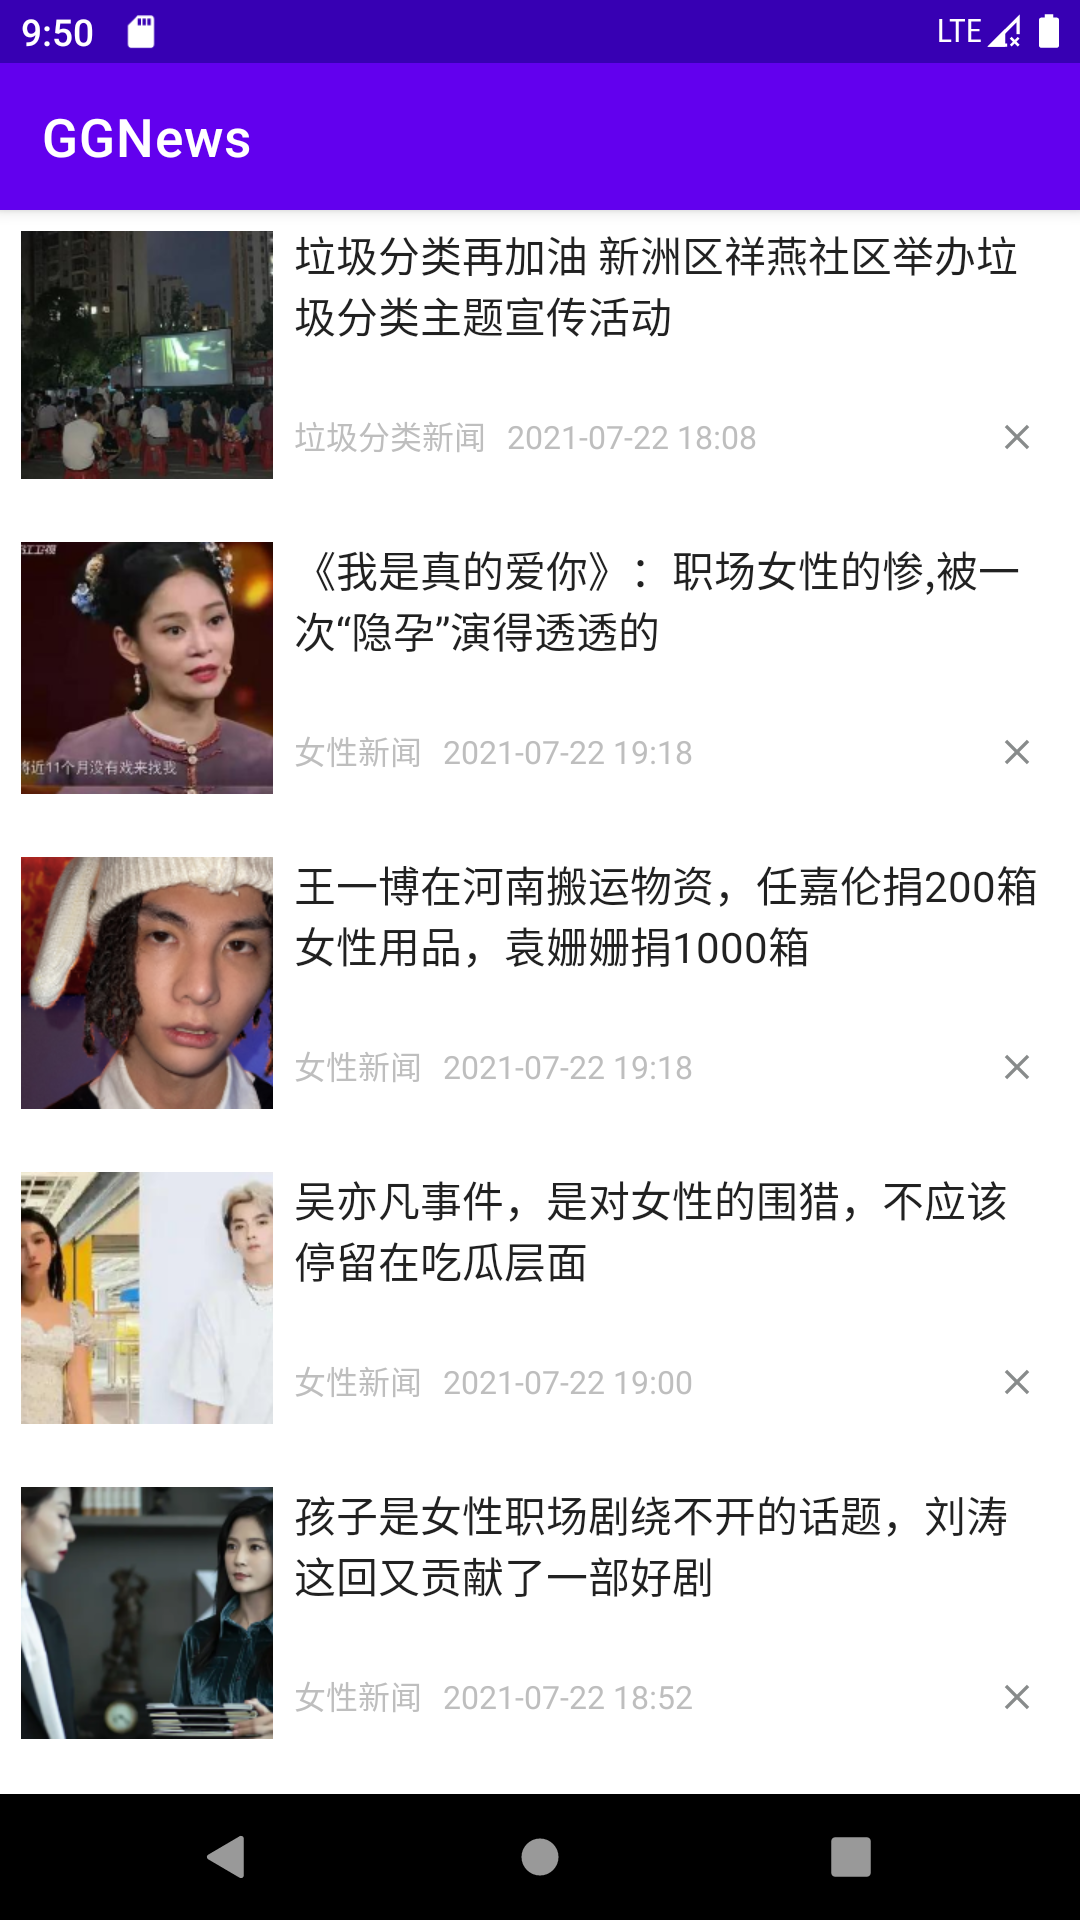 9:50
LTE
GGNews
垃圾分类再加油 新洲区祥燕社区举办垃
圾分类主题宣传活动
垃圾分类新闻 2021-07-22 18:08
《我是真的爱你》：职场女性的惨,被一
次“隐孕”演得透透的
将近11个月没有戏来找我
女性新闻 2021-07-22 19:18
王一博在河南搬运物资，任嘉伦捐200箱
女性用品，袁姗姗捐1000箱
女性新闻 2021-07-22 19:18
吴亦凡事件，是对女性的围猎，不应该
停留在吃瓜层面
女性新闻 2021-07-22 19:00
孩子是女性职场剧绕不开的话题，刘涛
这回又贡献了一部好剧
女性新闻 2021-07-22 18:52